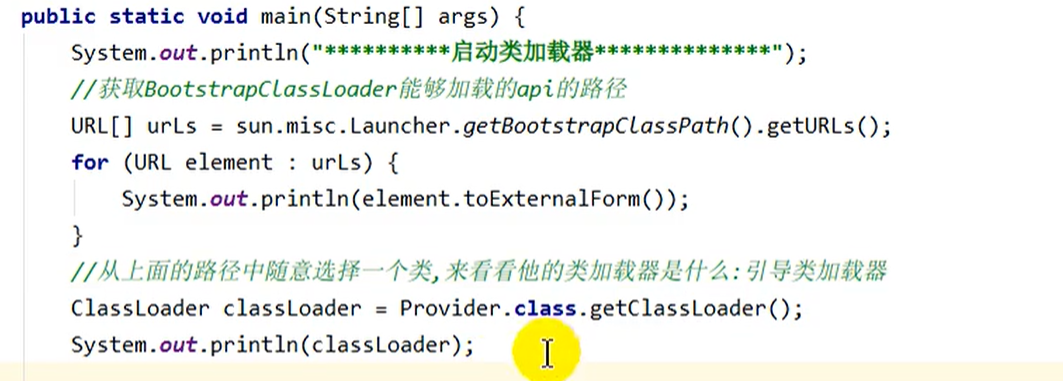 public static void main(String[] args) {
System.out.println("**********启动类加载器**************");
//获取BootstrapClassLoader能够加载的api的路径
URL[] urLs = sun.misc.Launcher.getBootstrapClassPath().getURLs();
for (URL element : urLs) {
System.out.println(element.toExternalForm());
}
//从上面的路径中随意选择一个类,来看看他的类加载器是什么:引导类加载器
ClassLoader classLoader = Provider.class.getClassLoader();
System.out.println(classLoader);